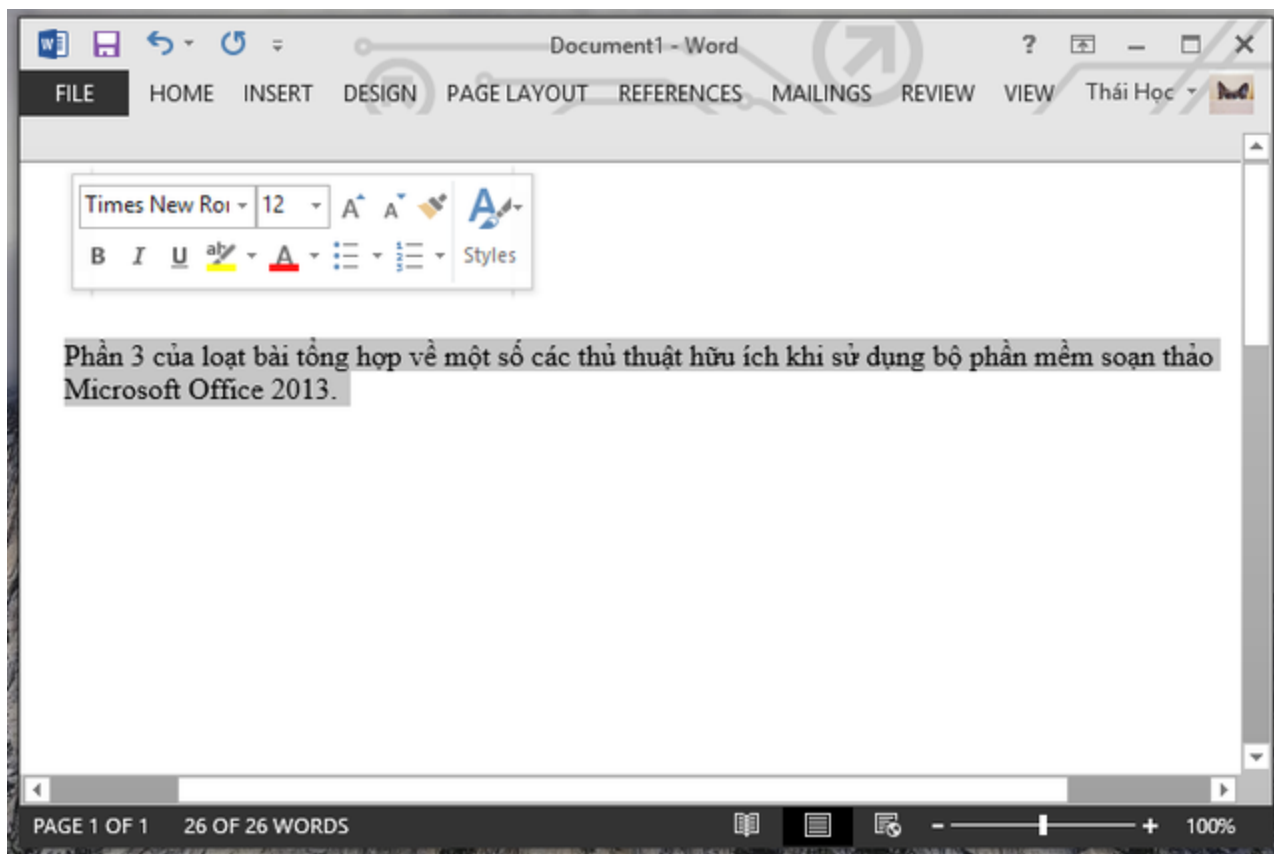 Document1 - Word
FILE HOME INSERT DESIGN PAGE LAYOUT REFERENCES MAILINGS REVIEW VIEW Thái Học
Times New Roı 12
B I U Styles
Phần 3 của loạt bài tổng hợp về một số các thủ thuật hữu ích khi sử dụng bộ phần mềm soạn thảo
Microsoft Office 2013.
PAGE 1 OF 1 26 OF 26 WORDS 100%